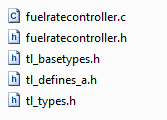 fuelratecontroller.c
fuelratecontroller.h
tl_basetypes.h
tl_defines_a.h
tl_types.h